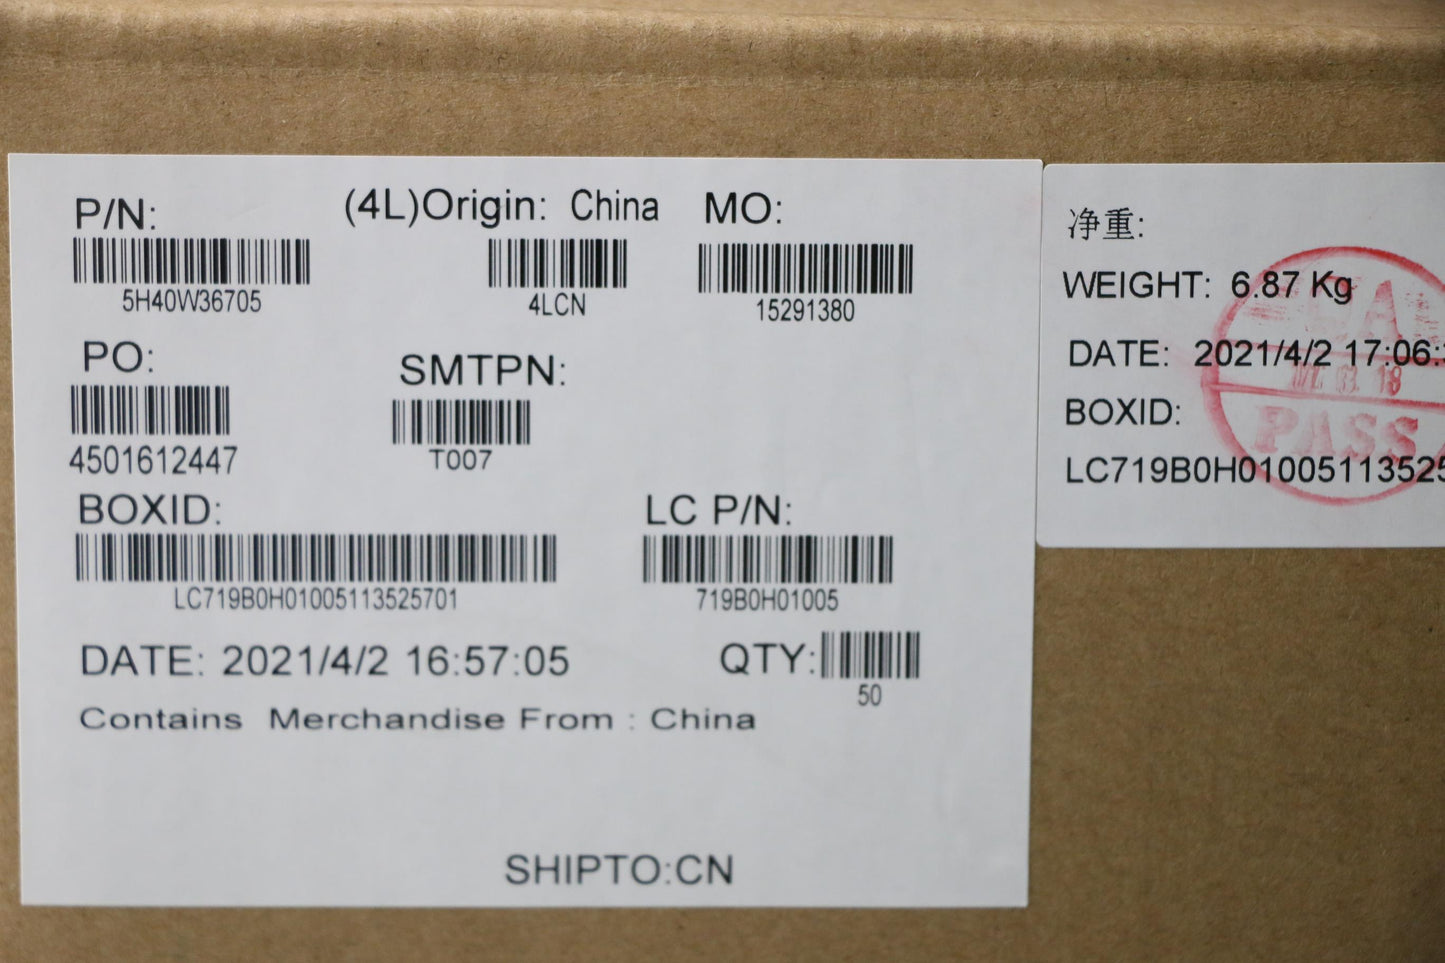 P/N:
(4L)Origin: China
MO:
5H40W36705
4LCN
15291380
PO:
SMTPN:
4501612447
T007
BOXID:
LC P/N:
LC719B0H01005113525701
719B0H01005
DATE: 2021/4/2 16:57:05
QTY:
50
Contains Merchandise From : China
SHIPTO:CN
净重:
WEIGHT: 6.87 Kg
DATE: 2021/4/2 17:06:
BOXID:
LC719B0H01005113525
PASS